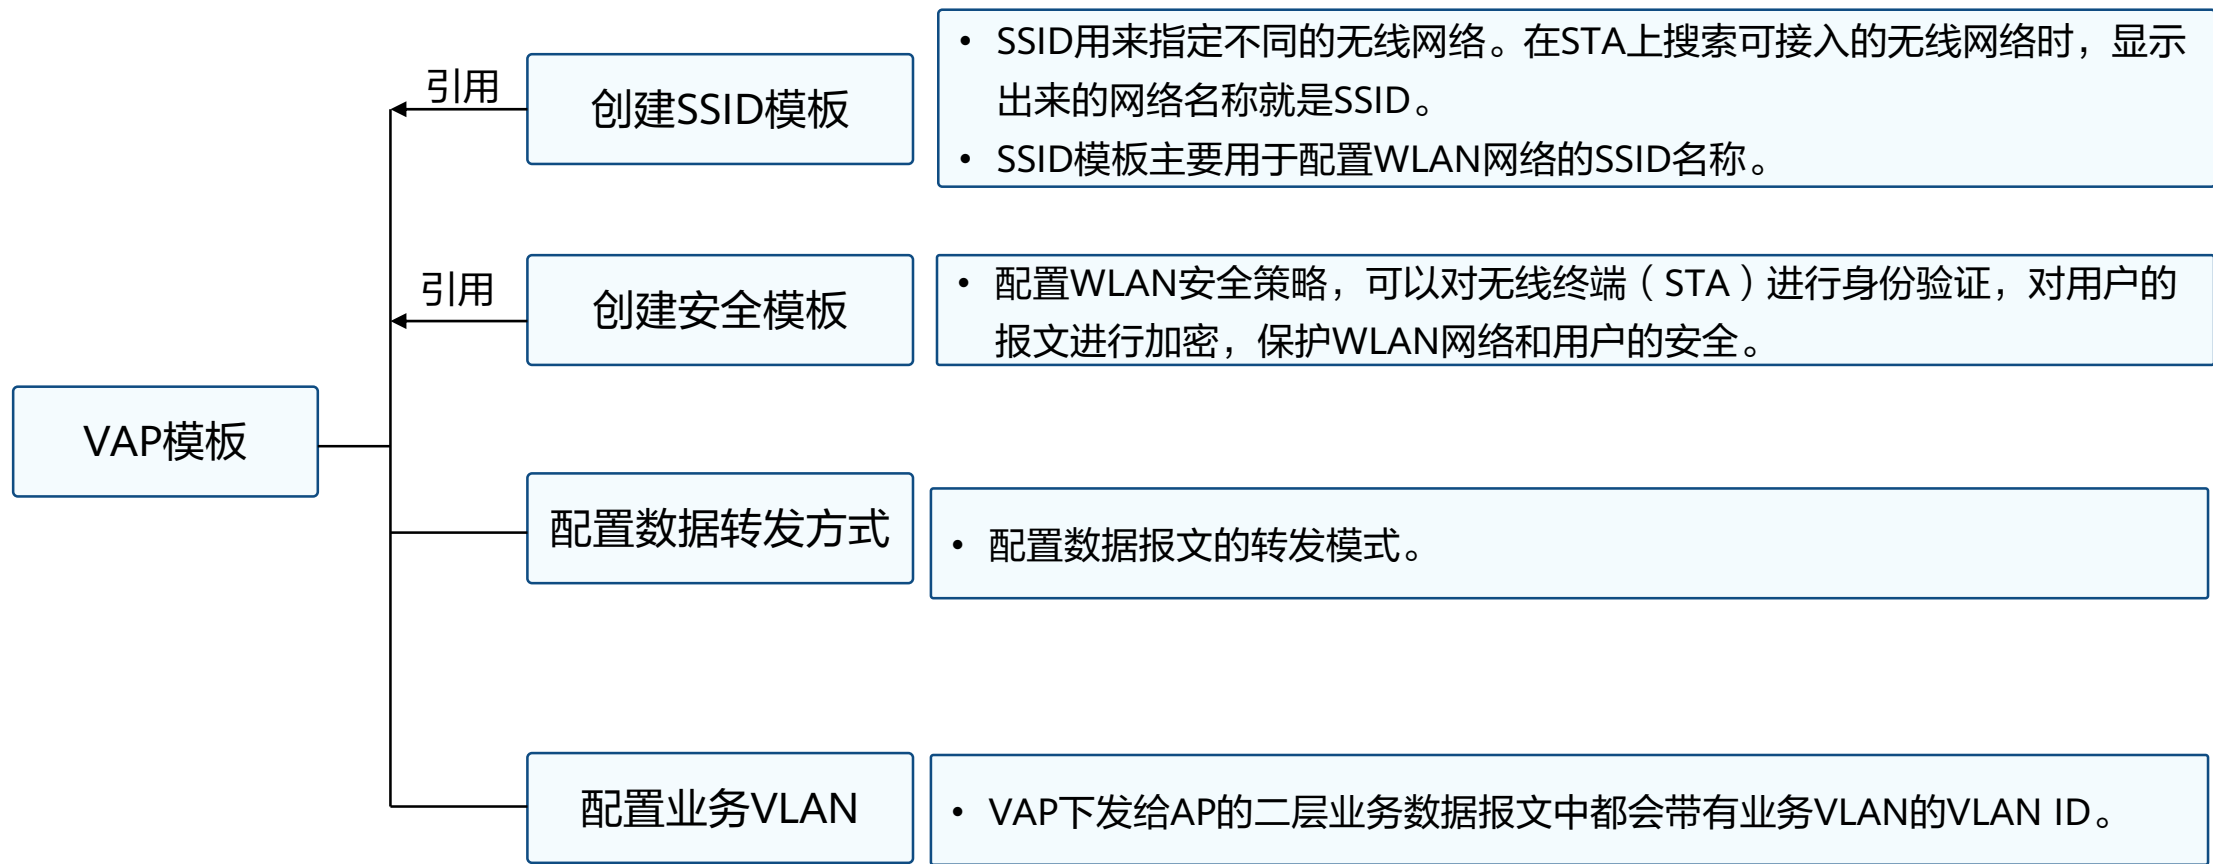 引用
创建SSID模板
• SSID用来指定不同的无线网络。在STA上搜索可接入的无线网络时，显示
出来的网络名称就是SSID。
• SSID模板主要用于配置WLAN网络的SSID名称。
引用
创建安全模板
• 配置WLAN安全策略，可以对无线终端（STA）进行身份验证，对用户的
报文进行加密，保护WLAN网络和用户的安全。
VAP模板
配置数据转发方式
• 配置数据报文的转发模式。
配置业务VLAN
• VAP下发给AP的二层业务数据报文中都会带有业务VLAN的VLAN ID。